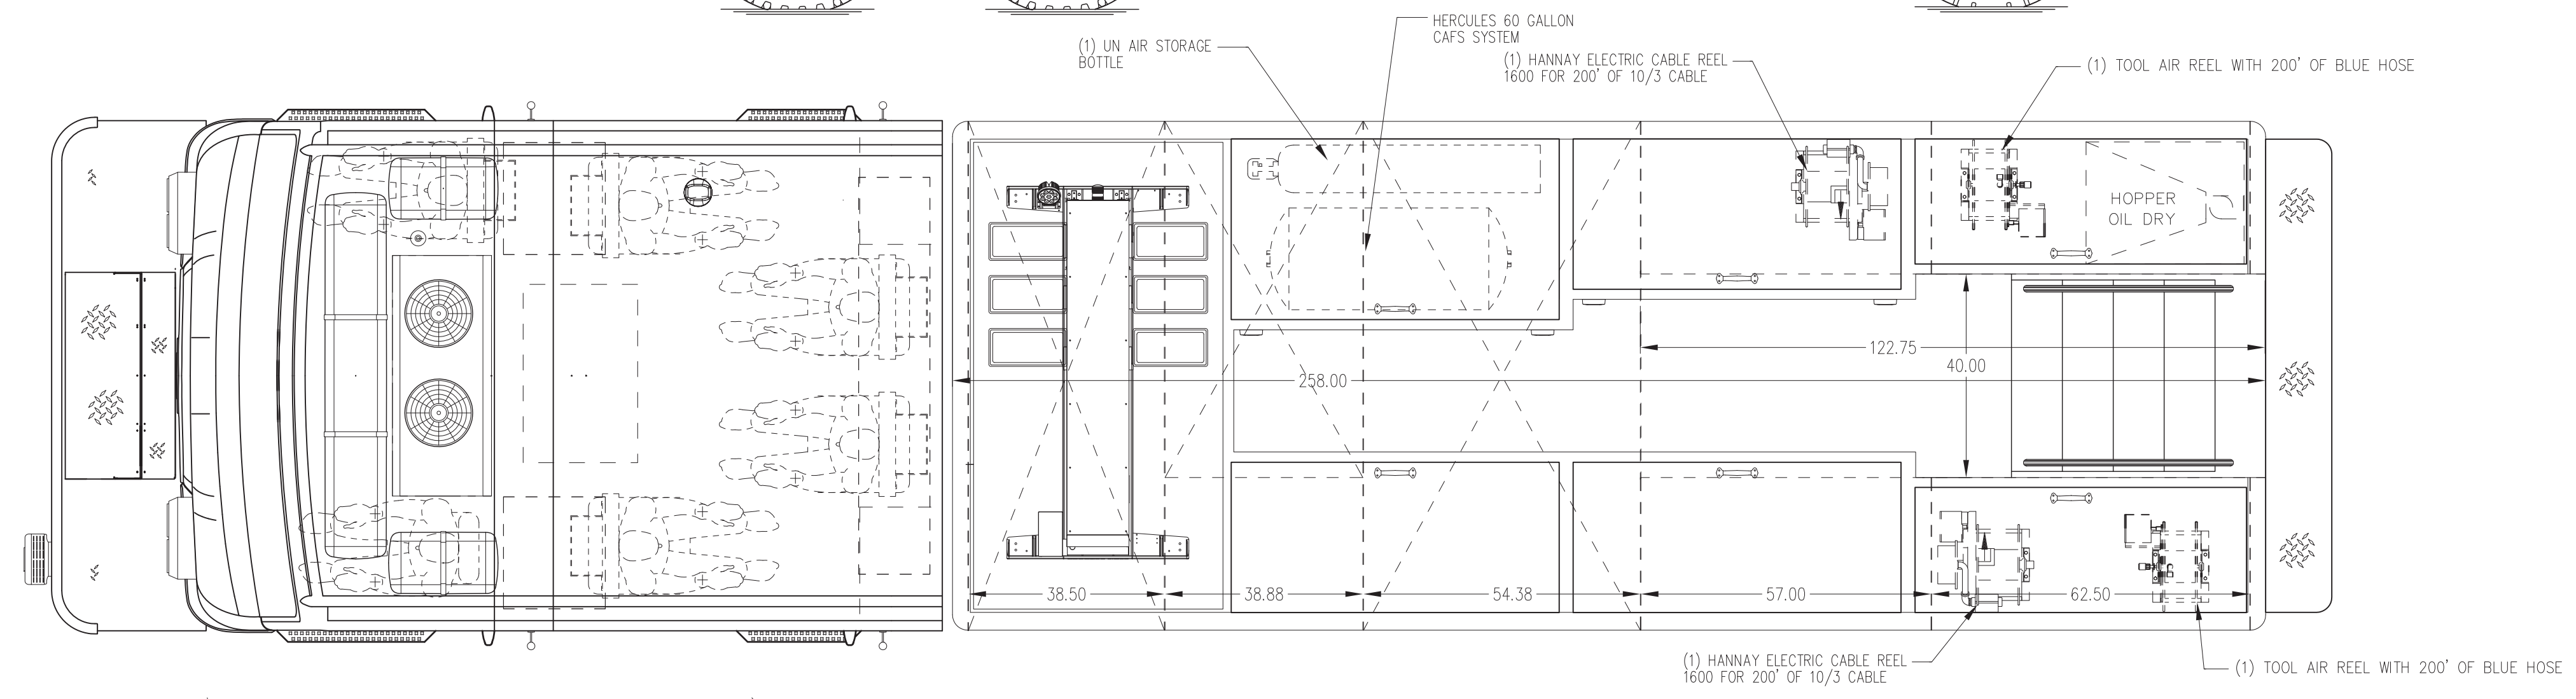 HERCULES 60 GALLON
CAFS SYSTEM
(1) UN AIR STORAGE
BOTTLE
(1) HANNAY ELECTRIC CABLE REEL
1600 FOR 200' OF 10/3 CABLE
(1) TOOL AIR REEL WITH 200' OF BLUE HOSE
HOPPER
OIL DRY
122.75
40.00
258.00
38.50
38.88
54.38
57.00
62.50
(1) HANNAY ELECTRIC CABLE REEL
1600 FOR 200' OF 10/3 CABLE
(1) TOOL AIR REEL WITH 200' OF BLUE HOSE